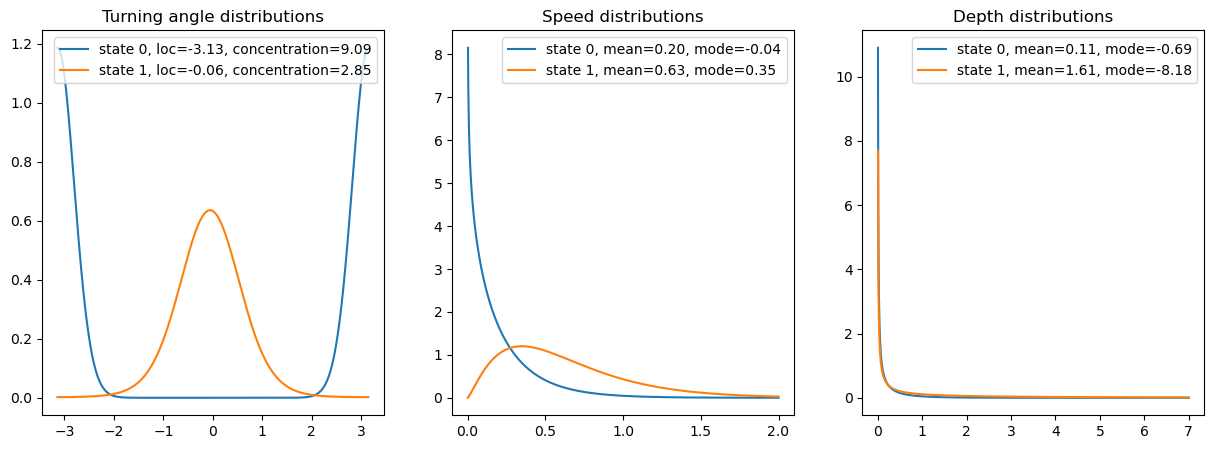 Turning angle distributions
state 0, loc=-3.13, concentration=9.09
state 1, loc=-0.06, concentration=2.85
1.2
1.0
0.8
0.6
0.4
0.2
0.0
−3 −2 −1 0 1 2 3
Speed distributions
state 0, mean=0.20, mode=-0.04
state 1, mean=0.63, mode=0.35
8
7
6
5
4
3
2
1
0
0.0 0.5 1.0 1.5 2.0
Depth distributions
state 0, mean=0.11, mode=-0.69
state 1, mean=1.61, mode=-8.18
10
8
6
4
2
0
0 1 2 3 4 5 6 7